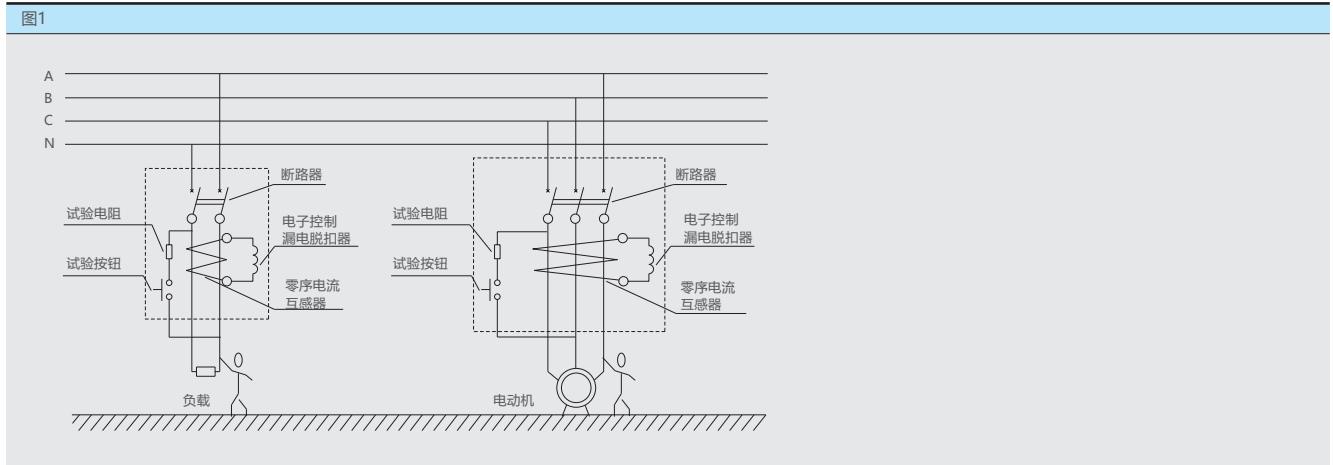 图1
A
B
C
N
断路器
试验电阻
电子控制
漏电脱扣器
试验按钮
零序电流
互感器
负载
断路器
试验电阻
电子控制
漏电脱扣器
试验按钮
零序电流
互感器
电动机